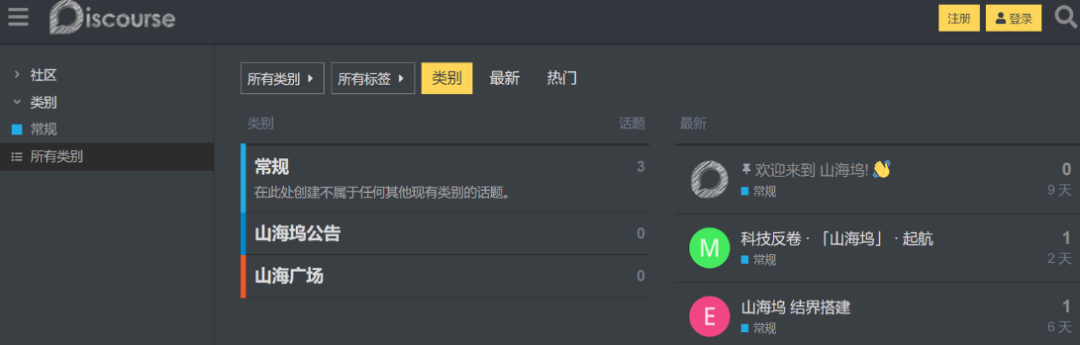 Discourse
注册
登录
社区
类别
常规
所有类别
所有类别
所有标签
类别
最新
热门
类别 话题
常规 3
在此处创建不属于任何其他现有类别的话题。
山海坞公告 0
山海广场 0
最新
欢迎来到 山海坞! 👋 0
常规 9 天
M
科技反卷 · 「山海坞」 · 起航 1
常规 2 天
E
山海坞 结界搭建 1
常规 6 天